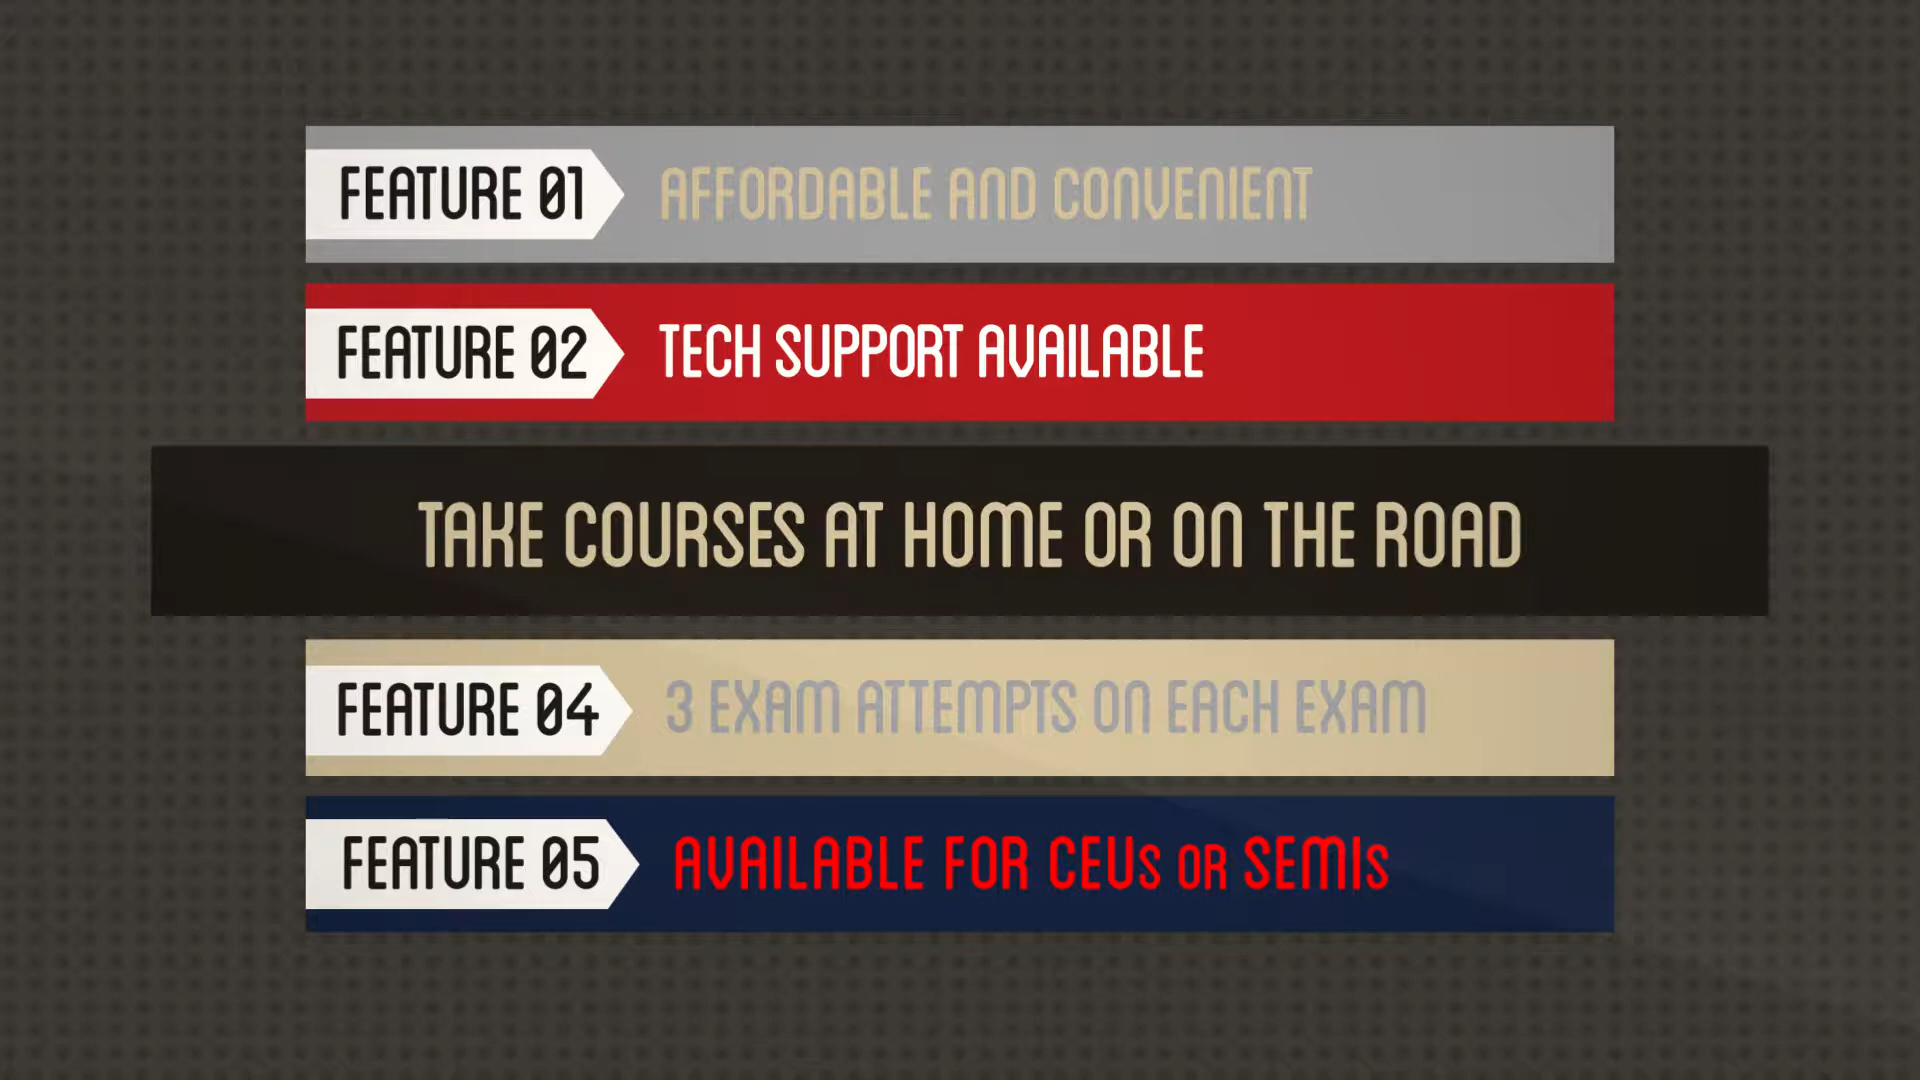 FEATURE 01 AFFORDABLE AND CONVENIENT
FEATURE 02 TECH SUPPORT AVAILABLE
TAKE COURSES AT HOME OR ON THE ROAD
FEATURE 04 3 EXAM ATTEMPTS ON EACH EXAM
FEATURE 05 AVAILABLE FOR CEUs OR SEMIs